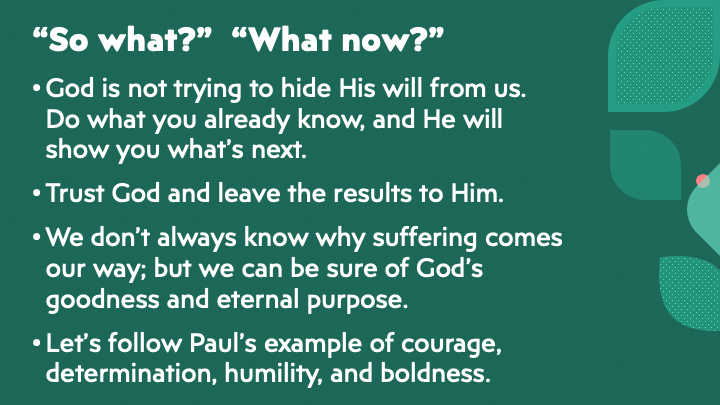 “So what?”  “What now?”
• God is not trying to hide His will from us.
Do what you already know, and He will
show you what’s next.
• Trust God and leave the results to Him.
• We don’t always know why suffering comes
our way; but we can be sure of God’s
goodness and eternal purpose.
• Let’s follow Paul’s example of courage,
determination, humility, and boldness.